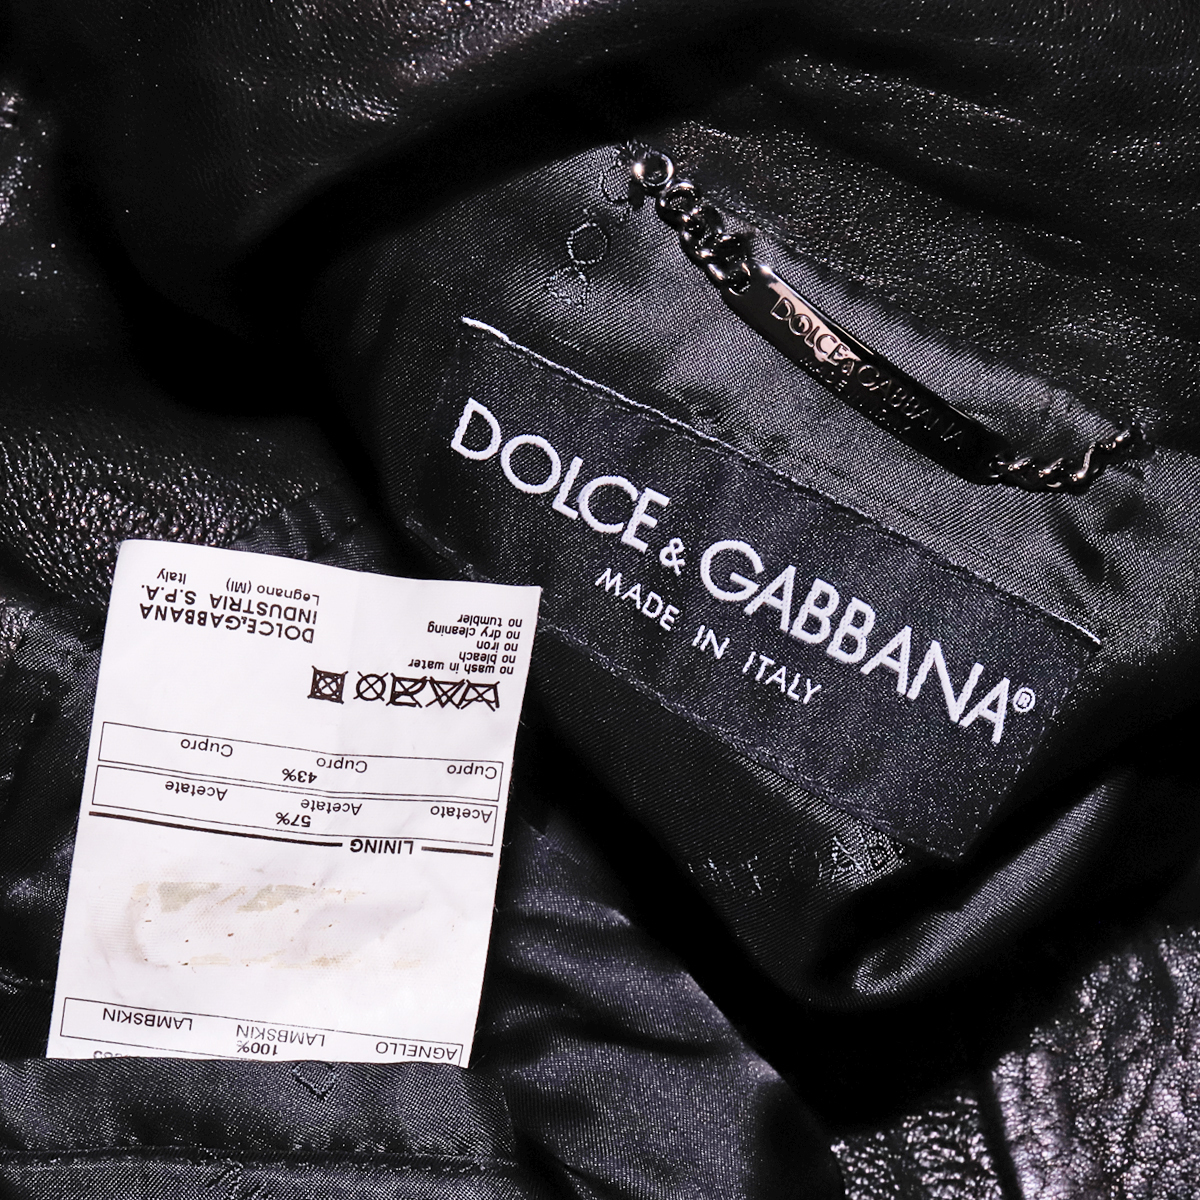 DOLCE&GABBANA
DOLCE & GABBANA®
MADE IN ITALY
100%
AGNELLO LAMBSKIN LAMBSKIN
LINING
57%
Acetato Acetate Acetate
43%
Cupro Cupro Cupro
no wash in water
no bleach
no iron
no dry cleaning
no tumbler
DOLCE&GABBANA
INDUSTRIA S.P.A.
Legnano (MI)
Italy